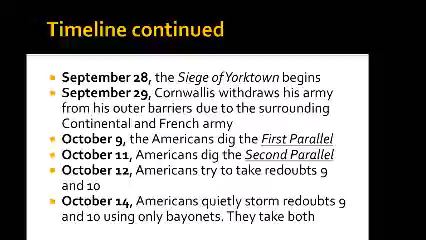 Timeline continued
September 28, the Siege of Yorktown begins
September 29, Cornwallis withdraws his army
from his outer barriers due to the surrounding
Continental and French army
October 9, the Americans dig the First Parallel
October 11, Americans dig the Second Parallel
October 12, Americans try to take redoubts 9
and 10
October 14, Americans quietly storm redoubts 9
and 10 using only bayonets. They take both